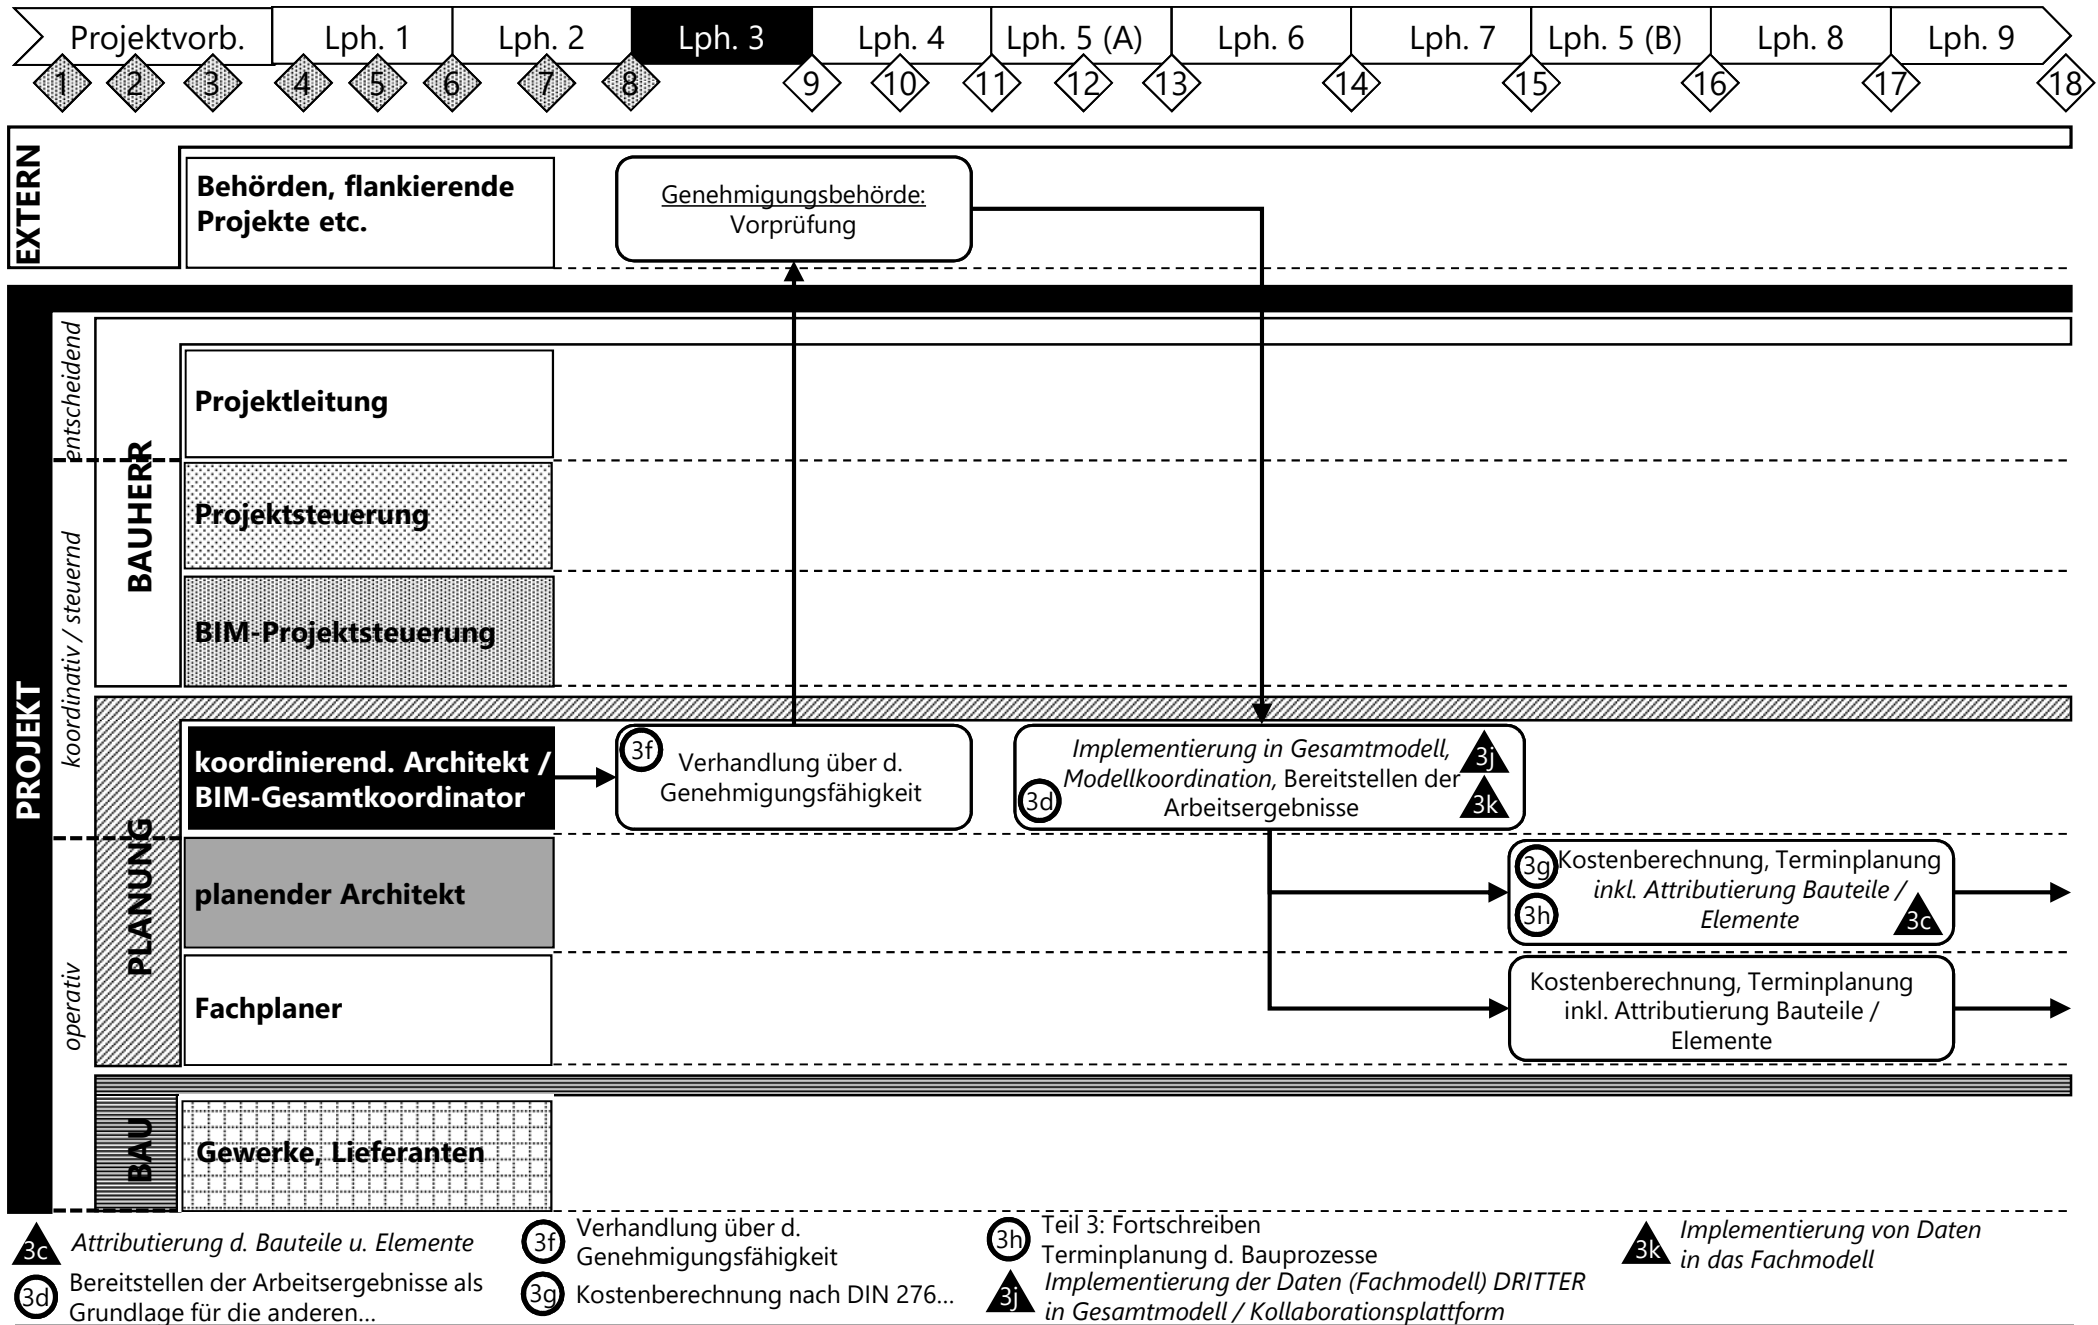 Projektvorb.
Lph. 1
Lph. 2
Lph. 3
Lph. 4
Lph. 5 (A)
Lph. 6
Lph. 7
Lph. 5 (B)
Lph. 8
Lph. 9
1
2
3
4
5
6
7
8
9
10
11
12
13
14
15
16
17
18
EXTERN
Behörden, flankierende
Projekte etc.
Genehmigungsbehörde:
Vorprüfung
PROJEKT
entscheidend
koordinativ / steuernd
operativ
BAUHERR
Projektleitung
Projektsteuerung
BIM-Projektsteuerung
PLANUNG
koordinierend. Architekt /
BIM-Gesamtkoordinator
3f
Verhandlung über d.
Genehmigungsfähigkeit
Implementierung in Gesamtmodell,
Modellkoordination, Bereitstellen der
Arbeitsergebnisse
3d
3j
3k
planender Architekt
3g
3h
Kostenberechnung, Terminplanung
inkl. Attributierung Bauteile /
Elemente
3c
Fachplaner
Kostenberechnung, Terminplanung
inkl. Attributierung Bauteile /
Elemente
BAU
Gewerke, Lieferanten
3c
Attributierung d. Bauteile u. Elemente
3d
Bereitstellen der Arbeitsergebnisse als
Grundlage für die anderen...
3f
Verhandlung über d.
Genehmigungsfähigkeit
3g
Kostenberechnung nach DIN 276...
3h
Teil 3: Fortschreiben
Terminplanung d. Bauprozesse
3j
Implementierung der Daten (Fachmodell) DRITTER
in Gesamtmodell / Kollaborationsplattform
3k
Implementierung von Daten
in das Fachmodell